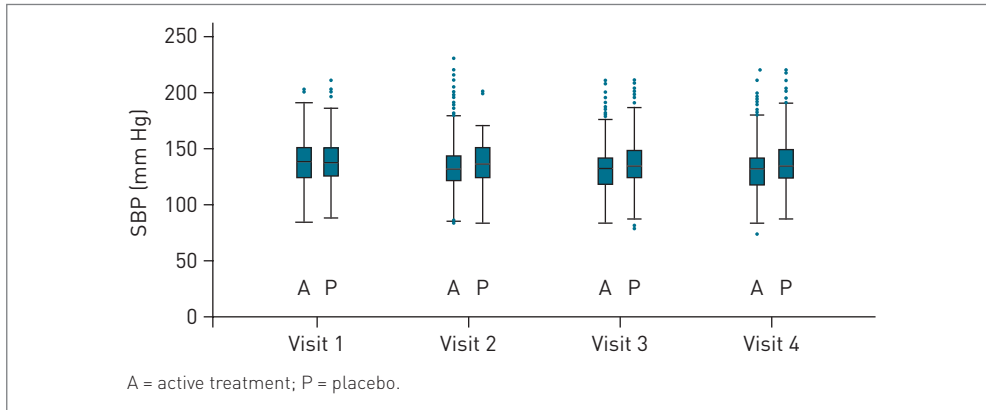 250
200
150
100
50
0
SBP (mm Hg)
A P A P A P A P
Visit 1 Visit 2 Visit 3 Visit 4
A = active treatment; P = placebo.